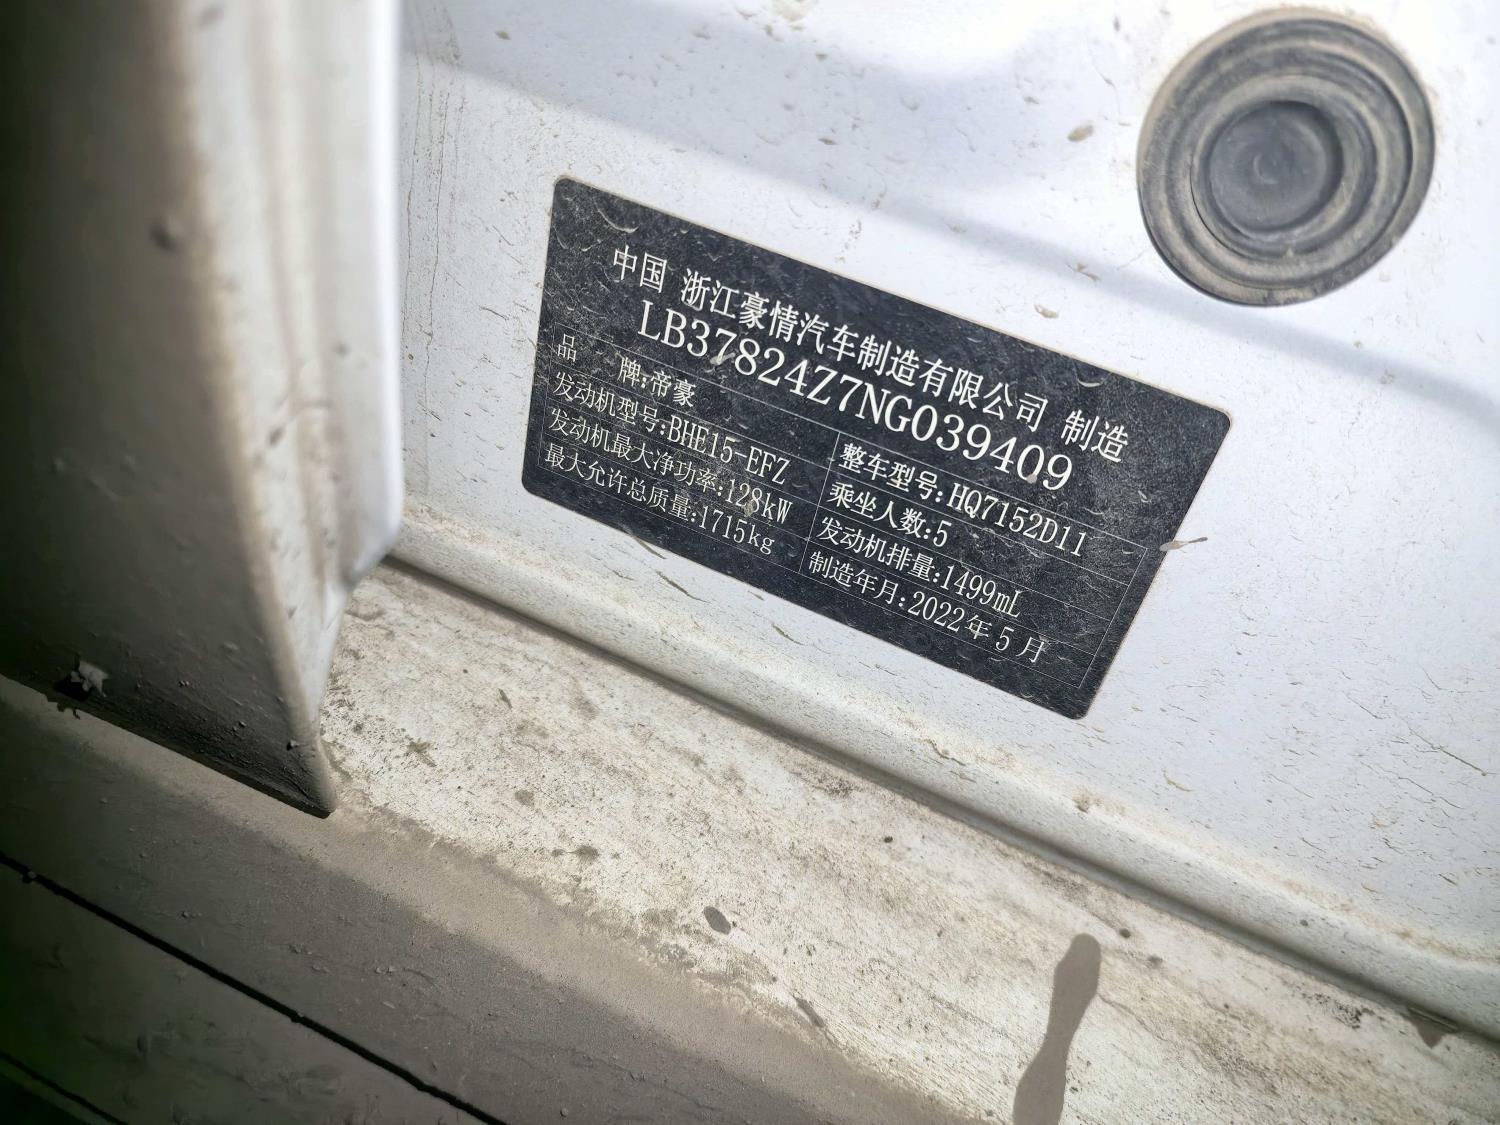 中国 浙江豪情汽车制造有限公司 制造
LB37824Z7NG039409
品 牌:帝豪 整车型号:HQ7152D11
发动机型号:BHE15-EFZ 乘坐人数:5
发动机最大净功率:128kW 发动机排量:1499mL
最大允许总质量:1715kg 制造年月:2022年5月